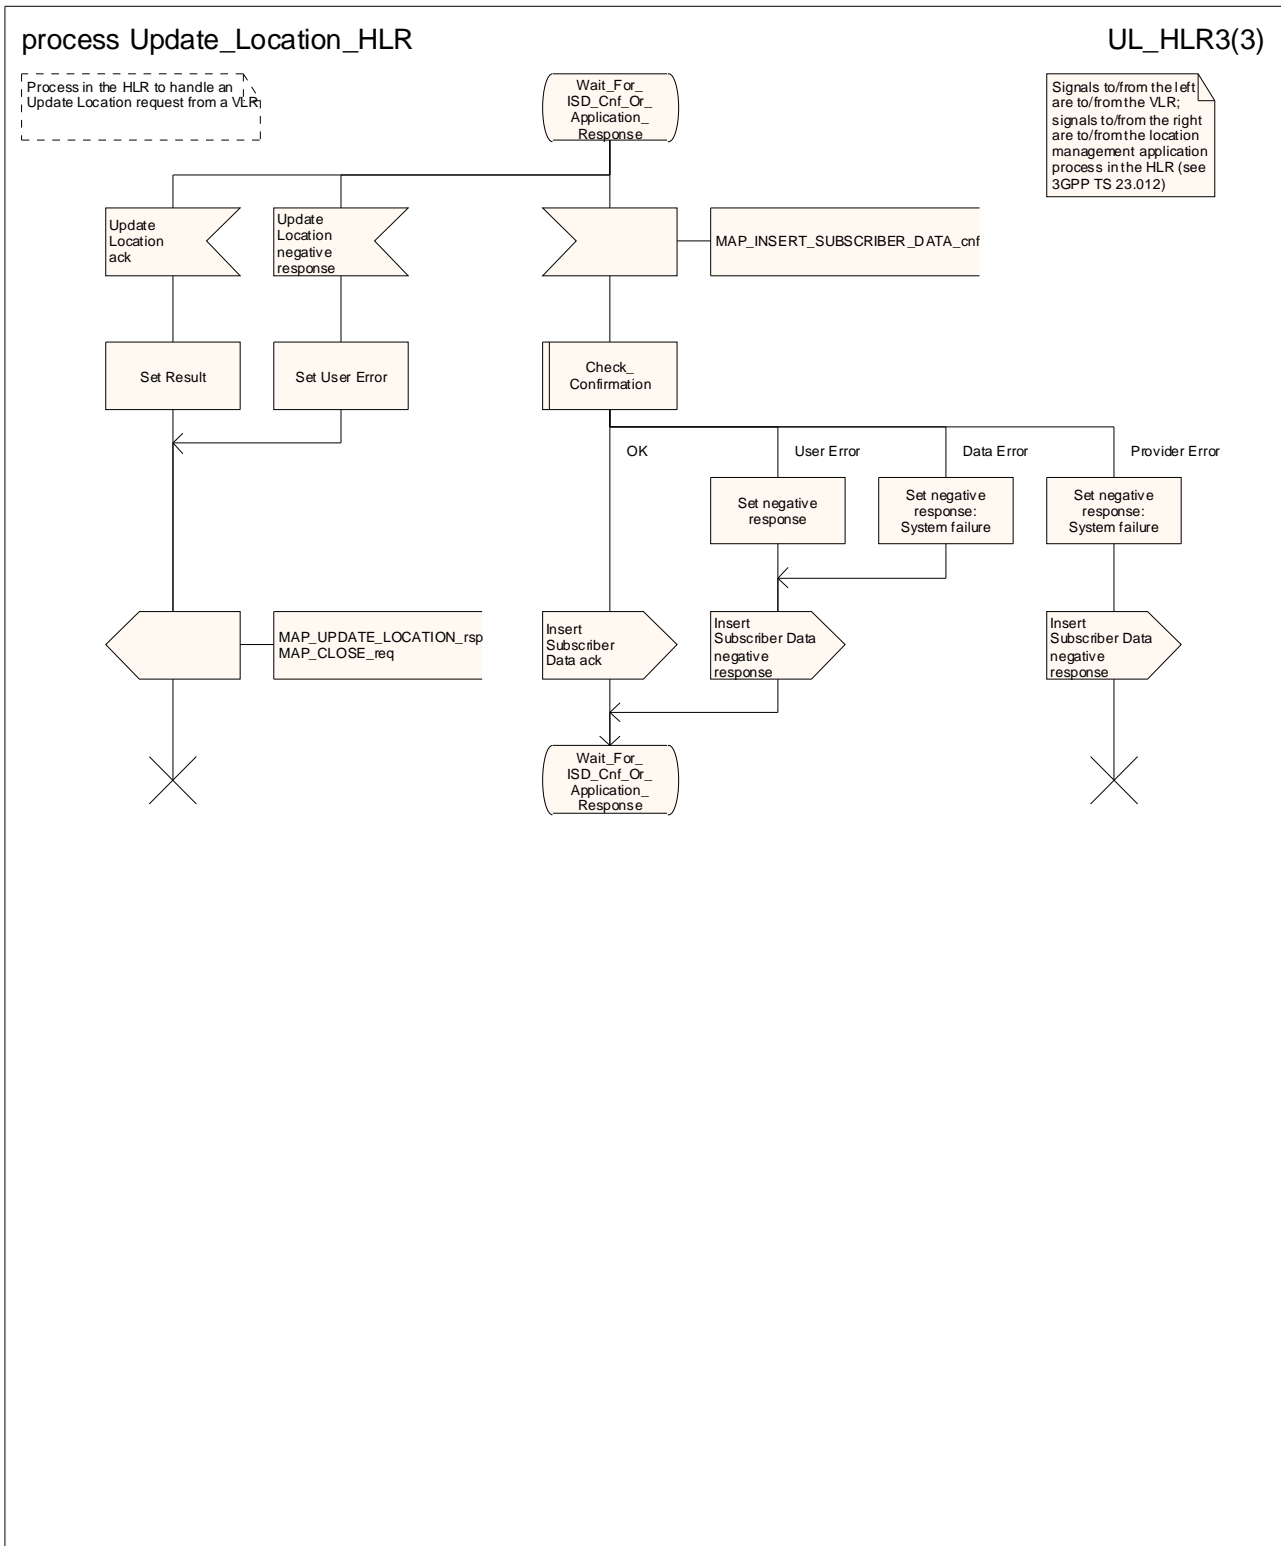 process Update_Location_HLR
UL_HLR3(3)
Process in the HLR to handle an
Update Location request from a VLR
Wait_For_
ISD_Cnf_Or_
Application_
Response
Signals to/from the left
are to/from the VLR;
signals to/from the right
are to/from the location
management application
process in the HLR (see
3GPP TS 23.012)
Update
Location
ack
Update
Location
negative
response
MAP_INSERT_SUBSCRIBER_DATA_cnf
Set Result
Set User Error
Check_
Confirmation
OK
User Error
Data Error
Provider Error
Set negative
response
Set negative
response:
System failure
Set negative
response:
System failure
MAP_UPDATE_LOCATION_rsp
MAP_CLOSE_req
Insert
Subscriber
Data ack
Insert
Subscriber Data
negative
response
Insert
Subscriber Data
negative
response
Wait_For_
ISD_Cnf_Or_
Application_
Response